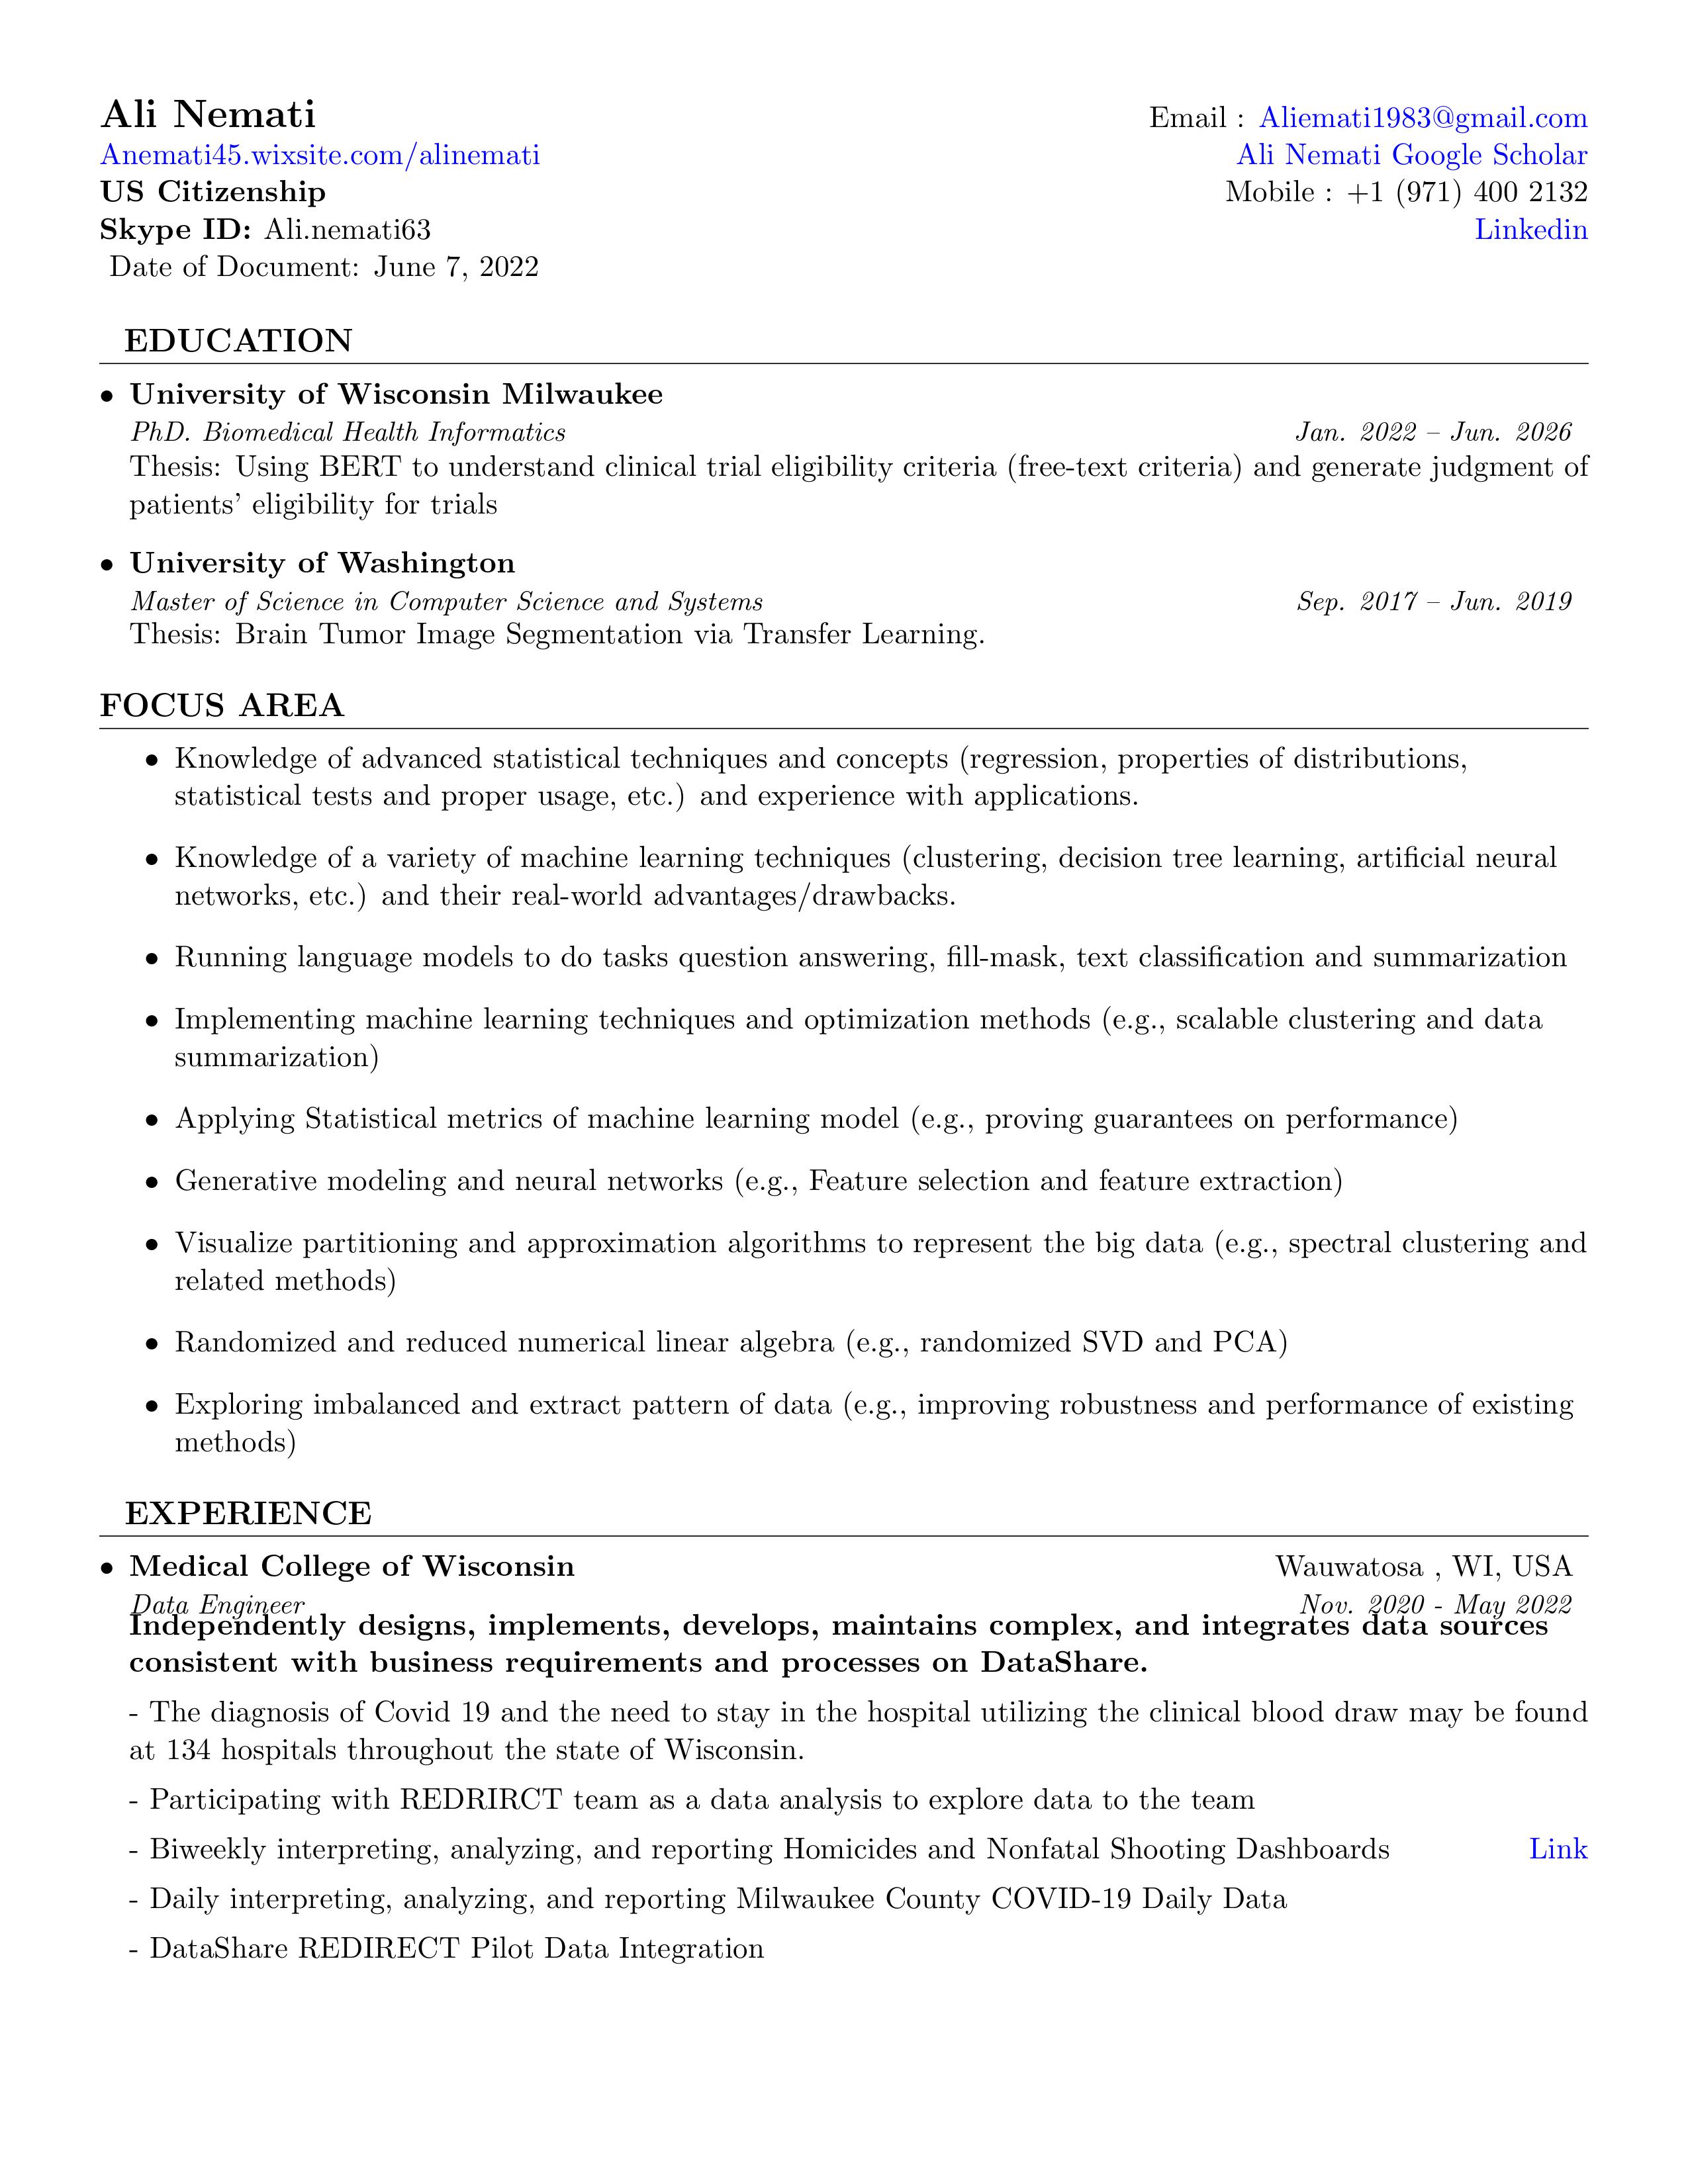 Ali Nemati
Email : Aliemati1983@gmail.com
Anemati45.wixsite.com/alinemati
Ali Nemati Google Scholar
US Citizenship
Mobile : +1 (971) 400 2132
Skype ID: Ali.nemati63
Linkedin
Date of Document: June 7, 2022
EDUCATION
• University of Wisconsin Milwaukee
PhD. Biomedical Health Informatics Jan. 2022 – Jun. 2026
Thesis: Using BERT to understand clinical trial eligibility criteria (free-text criteria) and generate judgment of
patients' eligibility for trials
• University of Washington
Master of Science in Computer Science and Systems Sep. 2017 – Jun. 2019
Thesis: Brain Tumor Image Segmentation via Transfer Learning.
FOCUS AREA
• Knowledge of advanced statistical techniques and concepts (regression, properties of distributions,
statistical tests and proper usage, etc.) and experience with applications.
• Knowledge of a variety of machine learning techniques (clustering, decision tree learning, artificial neural
networks, etc.) and their real-world advantages/drawbacks.
• Running language models to do tasks question answering, fill-mask, text classification and summarization
• Implementing machine learning techniques and optimization methods (e.g., scalable clustering and data
summarization)
• Applying Statistical metrics of machine learning model (e.g., proving guarantees on performance)
• Generative modeling and neural networks (e.g., Feature selection and feature extraction)
• Visualize partitioning and approximation algorithms to represent the big data (e.g., spectral clustering and
related methods)
• Randomized and reduced numerical linear algebra (e.g., randomized SVD and PCA)
• Exploring imbalanced and extract pattern of data (e.g., improving robustness and performance of existing
methods)
EXPERIENCE
• Medical College of Wisconsin Wauwatosa , WI, USA
Data Engineer Nov. 2020 - May 2022
Independently designs, implements, develops, maintains complex, and integrates data sources
consistent with business requirements and processes on DataShare.
- The diagnosis of Covid 19 and the need to stay in the hospital utilizing the clinical blood draw may be found
at 134 hospitals throughout the state of Wisconsin.
- Participating with REDRIRCT team as a data analysis to explore data to the team
- Biweekly interpreting, analyzing, and reporting Homicides and Nonfatal Shooting Dashboards Link
- Daily interpreting, analyzing, and reporting Milwaukee County COVID-19 Daily Data
- DataShare REDIRECT Pilot Data Integration